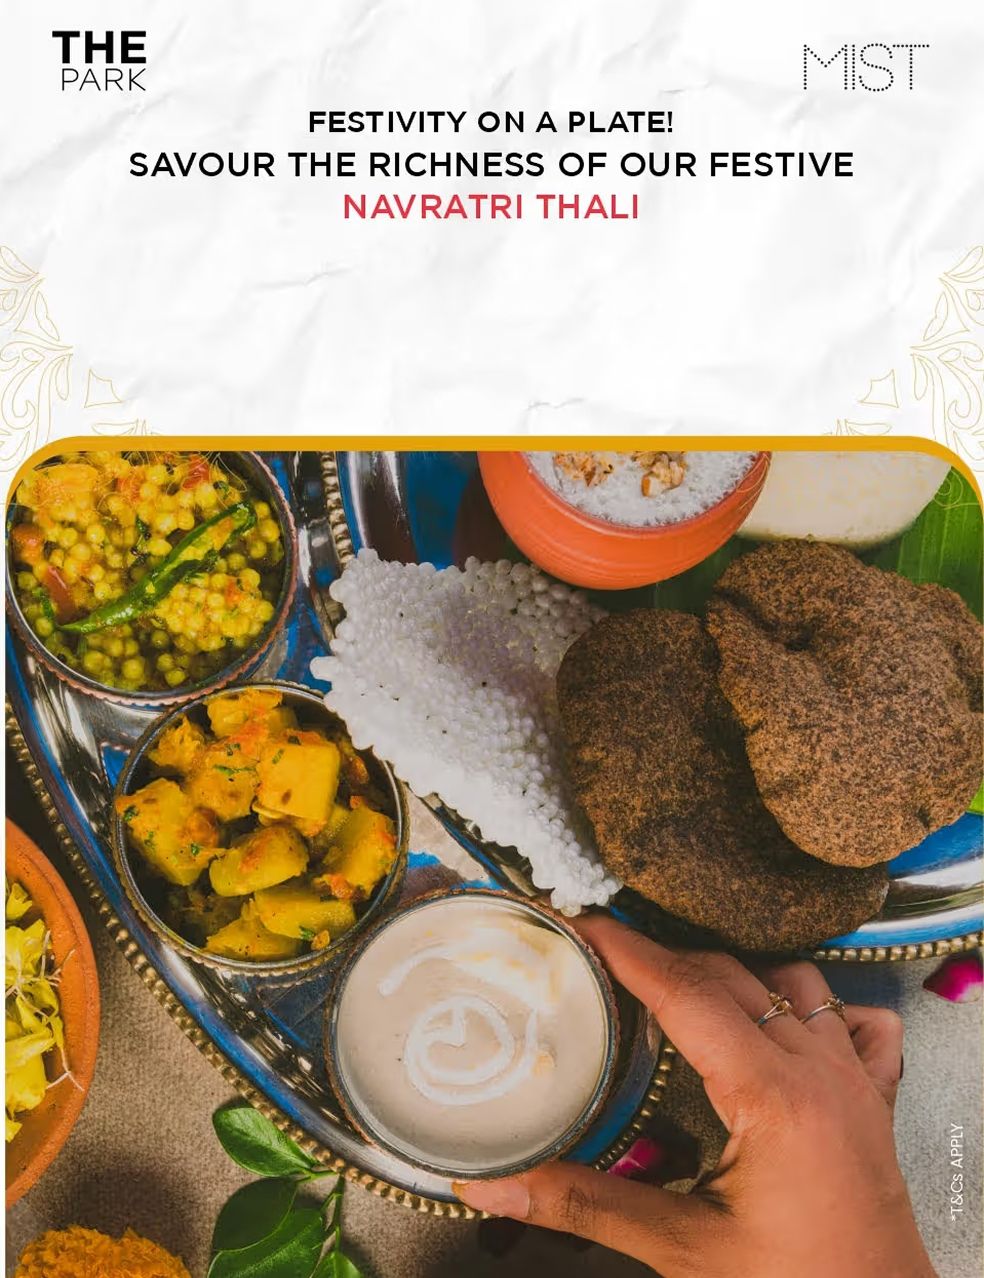 THE
PARK
MIST
FESTIVITY ON A PLATE!
SAVOUR THE RICHNESS OF OUR FESTIVE
NAVRATRI THALI
*T&Cs APPLY